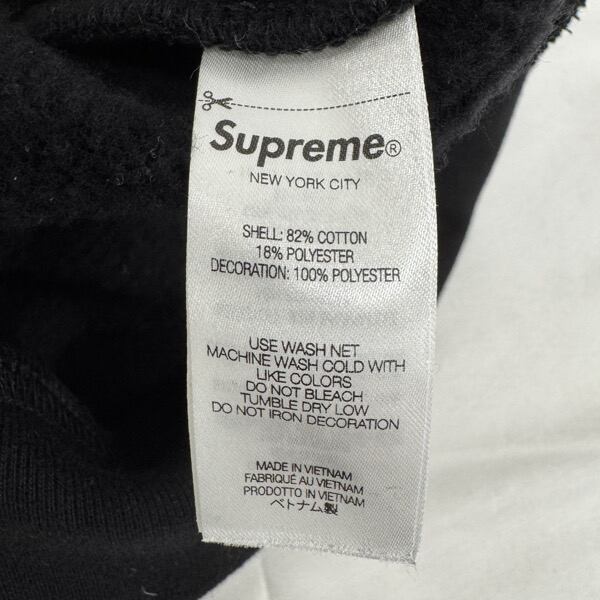 Supreme®
NEW YORK CITY
SHELL: 82% COTTON
18% POLYESTER
DECORATION: 100% POLYESTER
USE WASH NET
MACHINE WASH COLD WITH
LIKE COLORS
DO NOT BLEACH
TUMBLE DRY LOW
DO NOT IRON DECORATION
MADE IN VIETNAM
FABRIQUÉ AU VIETNAM
PRODOTTO IN VIETNAM
ベトナム製